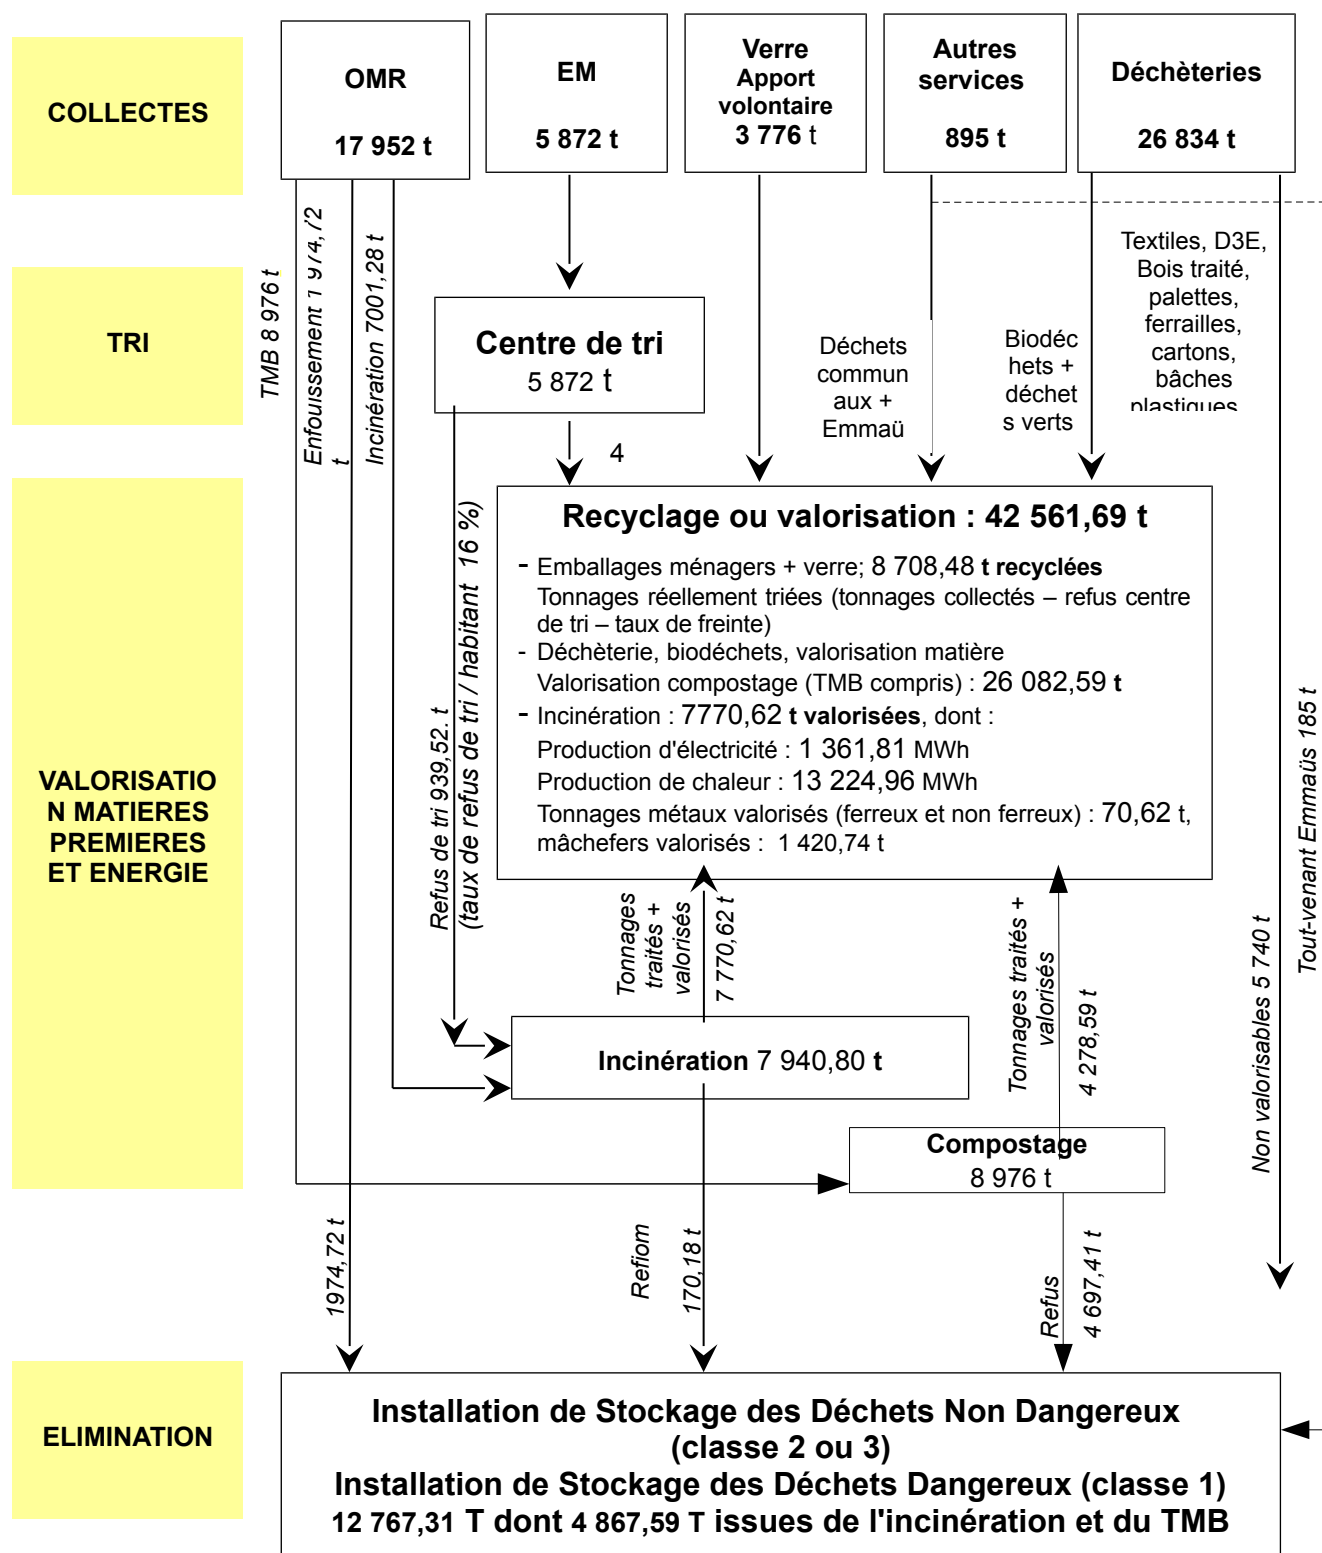 COLLECTES
OMR
17 952 t
EM
5 872 t
Verre
Apport
volontaire
3 776 t
Autres
services
895 t
Déchèteries
26 834 t
TMB 8 976 t
Enfouissement 1 974,72
t
Incinération 7001,28 t
TRI
Centre de tri
5 872 t
4
Déchets
commun
aux +
Emmaü
Biodéc
hets +
déchet
s verts
Textiles, D3E,
Bois traité,
palettes,
ferrailles,
cartons,
bâches
plastiques
VALORISATIO
N MATIERES
PREMIERES
ET ENERGIE
Refus de tri 939,52. t
(taux de refus de tri / habitant 16 %)
Recyclage ou valorisation : 42 561,69 t
- Emballages ménagers + verre; 8 708,48 t recyclées
Tonnages réellement triées (tonnages collectés – refus centre
de tri – taux de freinte)
- Déchèterie, biodéchets, valorisation matière
Valorisation compostage (TMB compris) : 26 082,59 t
- Incinération : 7770,62 t valorisées, dont :
Production d'électricité : 1 361,81 MWh
Production de chaleur : 13 224,96 MWh
Tonnages métaux valorisés (ferreux et non ferreux) : 70,62 t,
mâchefers valorisés : 1 420,74 t
Tonnages
traités +
valorisés
7 770,62 t
Tonnages traités +
valorisés
4 278,59 t
Non valorisables 5 740 t
Tout-venant Emmaüs 185 t
Incinération 7 940,80 t
Compostage
8 976 t
1974,72 t
Refiom
170,18 t
Refus
4 697,41 t
ELIMINATION
Installation de Stockage des Déchets Non Dangereux
(classe 2 ou 3)
Installation de Stockage des Déchets Dangereux (classe 1)
12 767,31 T dont 4 867,59 T issues de l'incinération et du TMB